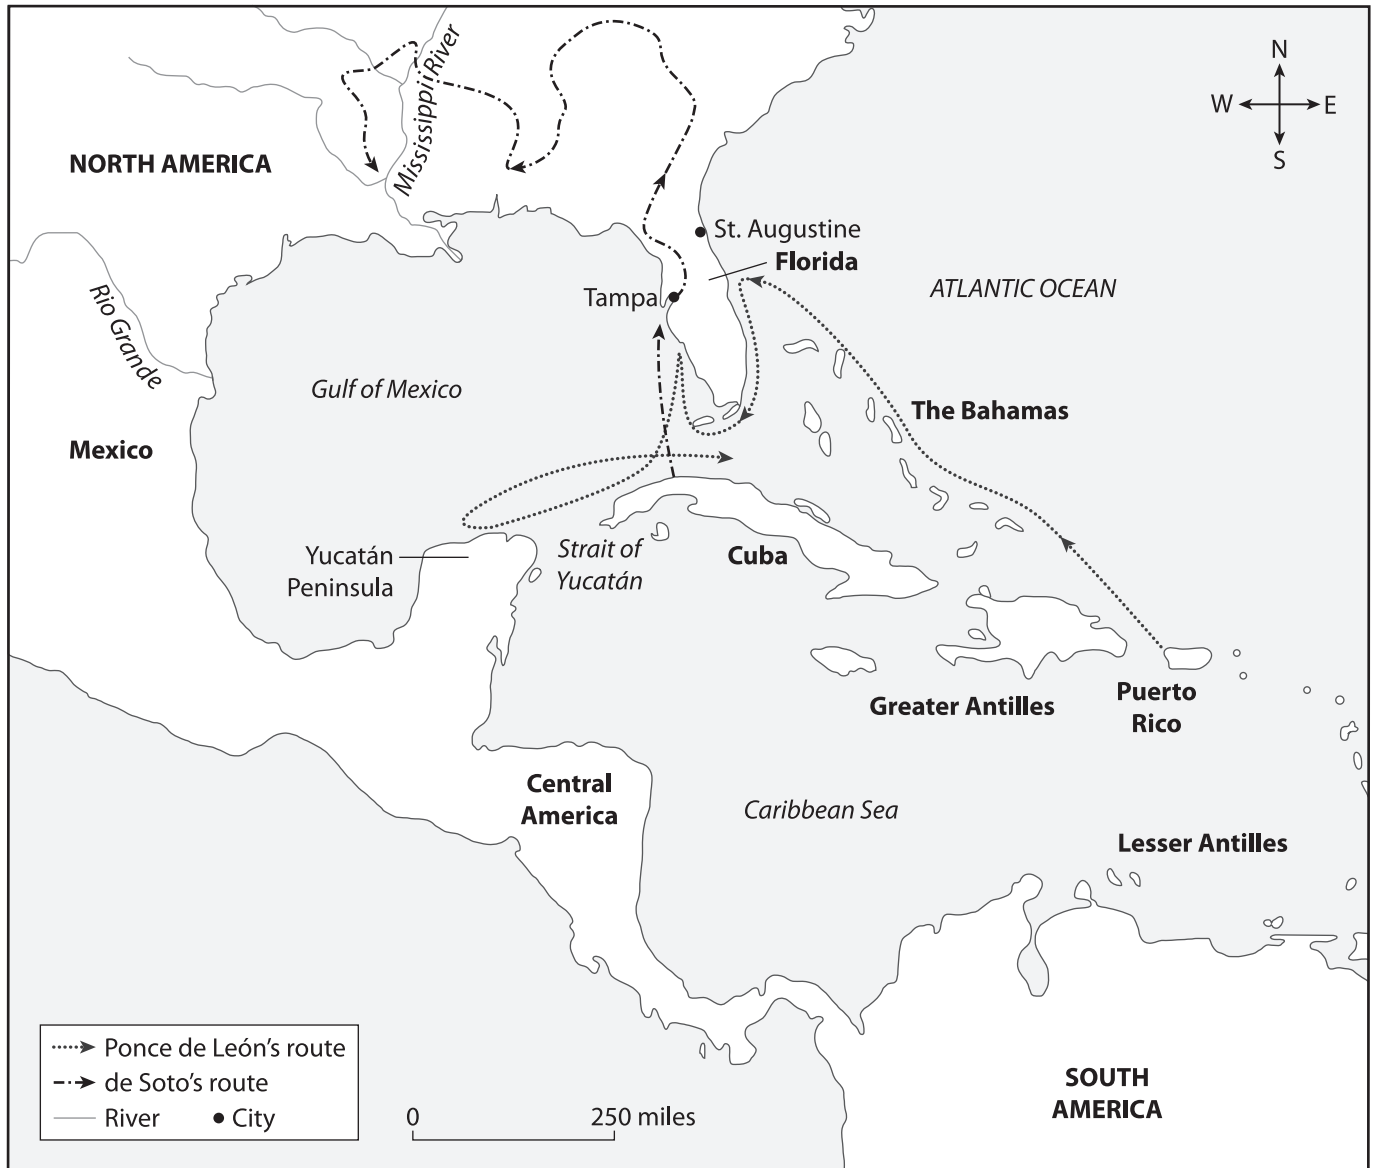 N
W E
S
Mississippi River
NORTH AMERICA
St. Augustine
Florida
ATLANTIC OCEAN
Tampa
Rio Grande
Gulf of Mexico
The Bahamas
Mexico
Yucatán
Peninsula
Strait of
Yucatán
Cuba
Greater Antilles
Puerto
Rico
Central
America
Caribbean Sea
Lesser Antilles
SOUTH
AMERICA
Ponce de León's route
de Soto's route
River City
0 250 miles